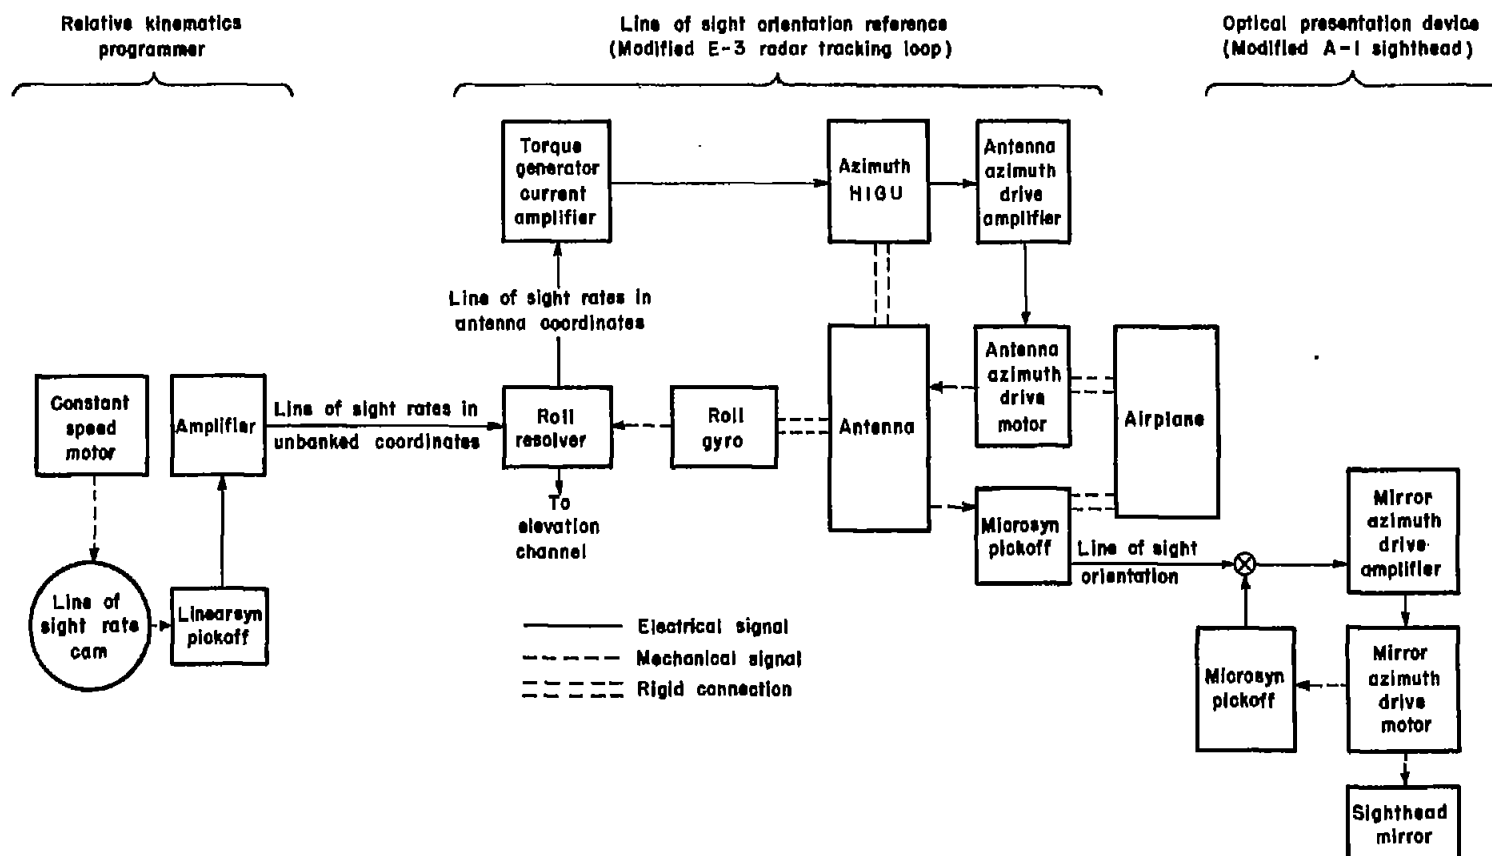 Relative kinematics
programmer
Line of sight orientation reference
(Modified E-3 radar tracking loop)
Optical presentation device
(Modified A-1 sighthead)
Torque
generator
current
amplifier
Azimuth
HIGU
Antenna
azimuth
drive
amplifier
Line of sight rates in
antenna coordinates
Constant
speed
motor
Amplifier
Line of sight rates in
unbanked coordinates
Roll
resolver
Roll
gyro
Antenna
Antenna
azimuth
drive
motor
Airplane
To
elevation
channel
Microsyn
pickoff
Line of sight
orientation
Mirror
azimuth
drive
amplifier
Line of
sight rate
cam
Linearsyn
pickoff
Electrical signal
Mechanical signal
Rigid connection
Microsyn
pickoff
Mirror
azimuth
drive
motor
Sighthead
mirror